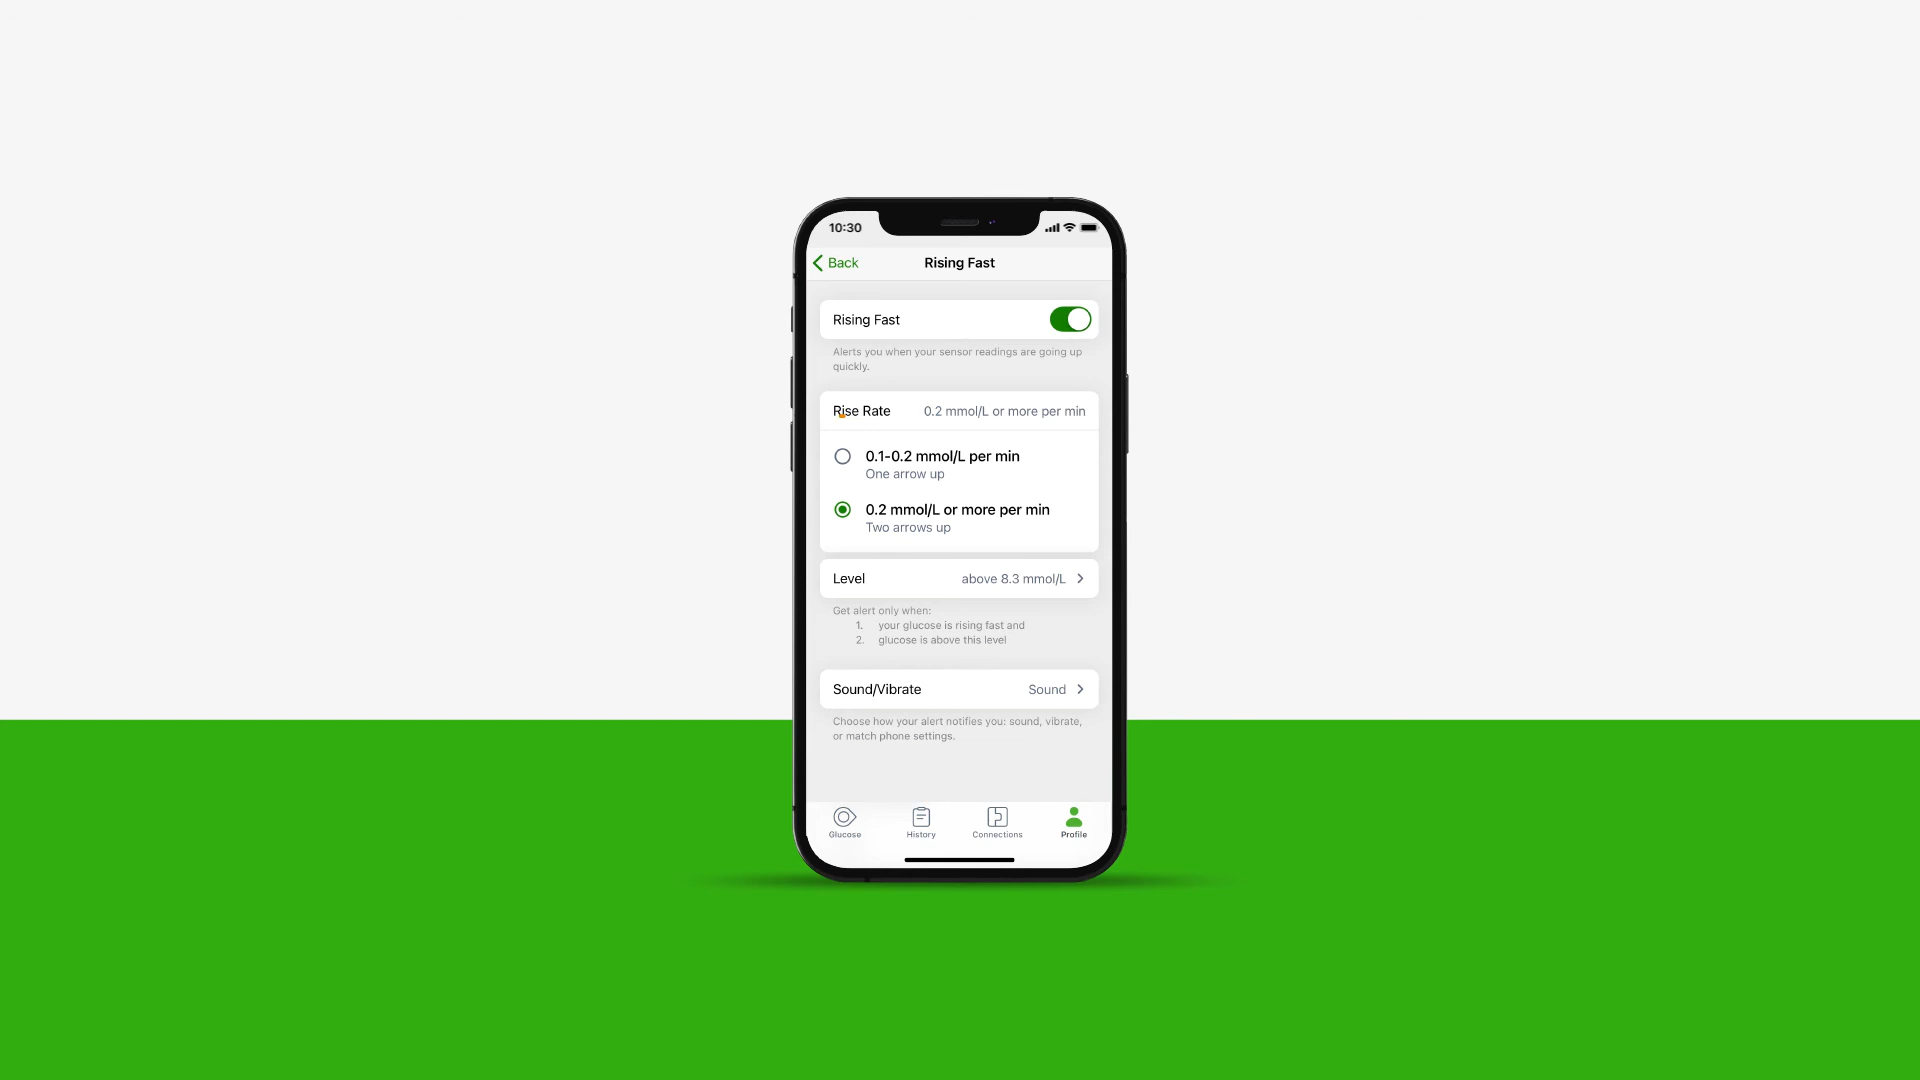 10:30
Back
Rising Fast
Rising Fast
Alerts you when your sensor readings are going up
quickly.
Rise Rate
0.2 mmol/L or more per min
0.1-0.2 mmol/L per min
One arrow up
0.2 mmol/L or more per min
Two arrows up
Level
above 8.3 mmol/L
Get alert only when:
1. your glucose is rising fast and
2. glucose is above this level
Sound/Vibrate
Sound
Choose how your alert notifies you: sound, vibrate,
or match phone settings.
Glucose
History
Connections
Profile